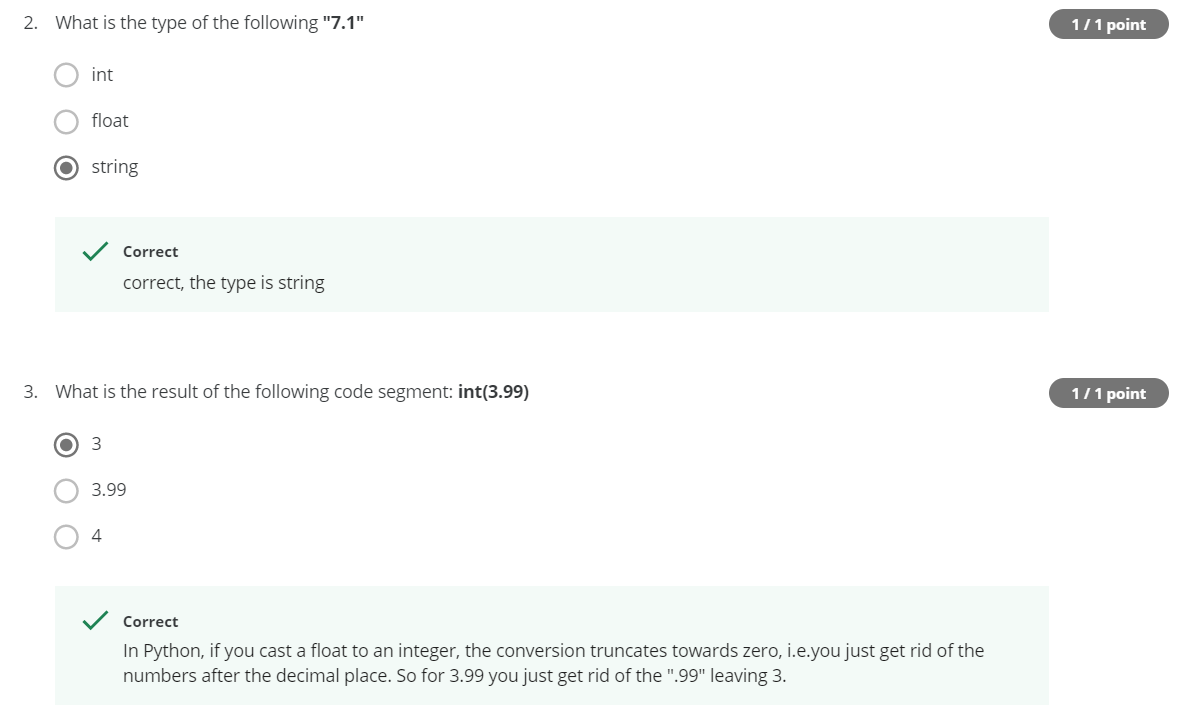 2. What is the type of the following "7.1"
1 / 1 point
int
float
string
Correct
correct, the type is string
3. What is the result of the following code segment: int(3.99)
1 / 1 point
3
3.99
4
Correct
In Python, if you cast a float to an integer, the conversion truncates towards zero, i.e.you just get rid of the
numbers after the decimal place. So for 3.99 you just get rid of the ".99" leaving 3.